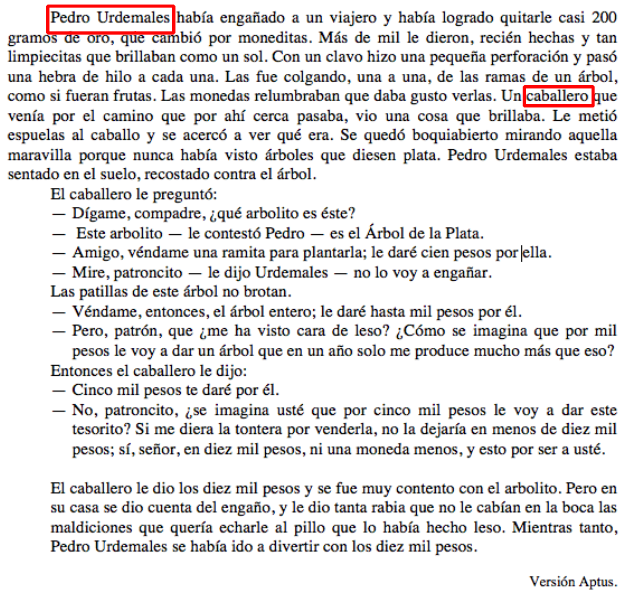 Pedro Urdemales había engañado a un viajero y había logrado quitarle casi 200
gramos de oro, que cambió por moneditas. Más de mil le dieron, recién hechas y tan
limpiecitas que brillaban como un sol. Con un clavo hizo una pequeña perforación y pasó
una hebra de hilo a cada una. Las fue colgando, una a una, de las ramas de un árbol,
como si fueran frutas. Las monedas relumbraban que daba gusto verlas. Un caballero que
venía por el camino que por ahí cerca pasaba, vio una cosa que brillaba. Le metió
espuelas al caballo y se acercó a ver qué era. Se quedó boquiabierto mirando aquella
maravilla porque nunca había visto árboles que diesen plata. Pedro Urdemales estaba
sentado en el suelo, recostado contra el árbol.
El caballero le preguntó:
— Dígame, compadre, ¿qué arbolito es éste?
— Este arbolito — le contestó Pedro — es el Árbol de la Plata.
— Amigo, véndame una ramita para plantarla; le daré cien pesos por ella.
— Mire, patroncito — le dijo Urdemales — no lo voy a engañar.
Las patillas de este árbol no brotan.
— Véndame, entonces, el árbol entero; le daré hasta mil pesos por él.
— Pero, patrón, que ¿me ha visto cara de leso? ¿Cómo se imagina que por mil
pesos le voy a dar un árbol que en un año solo me produce mucho más que eso?
Entonces el caballero le dijo:
— Cinco mil pesos te daré por él.
— No, patroncito, ¿se imagina usté que por cinco mil pesos le voy a dar este
tesorito? Si me diera la tontera por venderla, no la dejaría en menos de diez mil
pesos; sí, señor, en diez mil pesos, ni una moneda menos, y esto por ser a usté.
El caballero le dio los diez mil pesos y se fue muy contento con el arbolito. Pero en
su casa se dio cuenta del engaño, y le dio tanta rabia que no le cabían en la boca las
maldiciones que quería echarle al pillo que lo había hecho leso. Mientras tanto,
Pedro Urdemales se había ido a divertir con los diez mil pesos.
Versión Aptus.